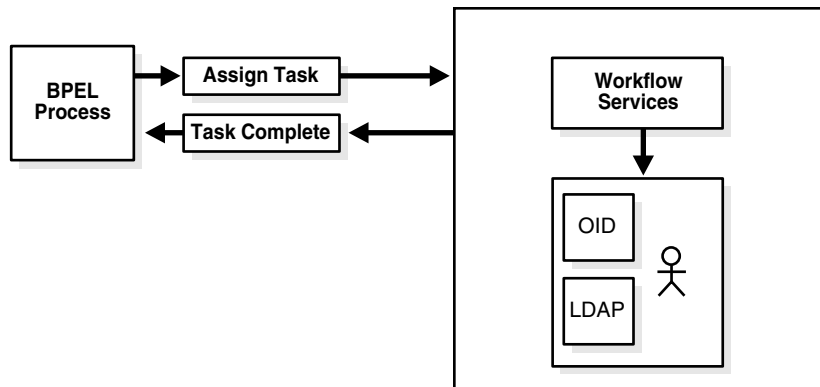 BPEL
Process
Assign Task
Task Complete
Workflow
Services
OID
LDAP